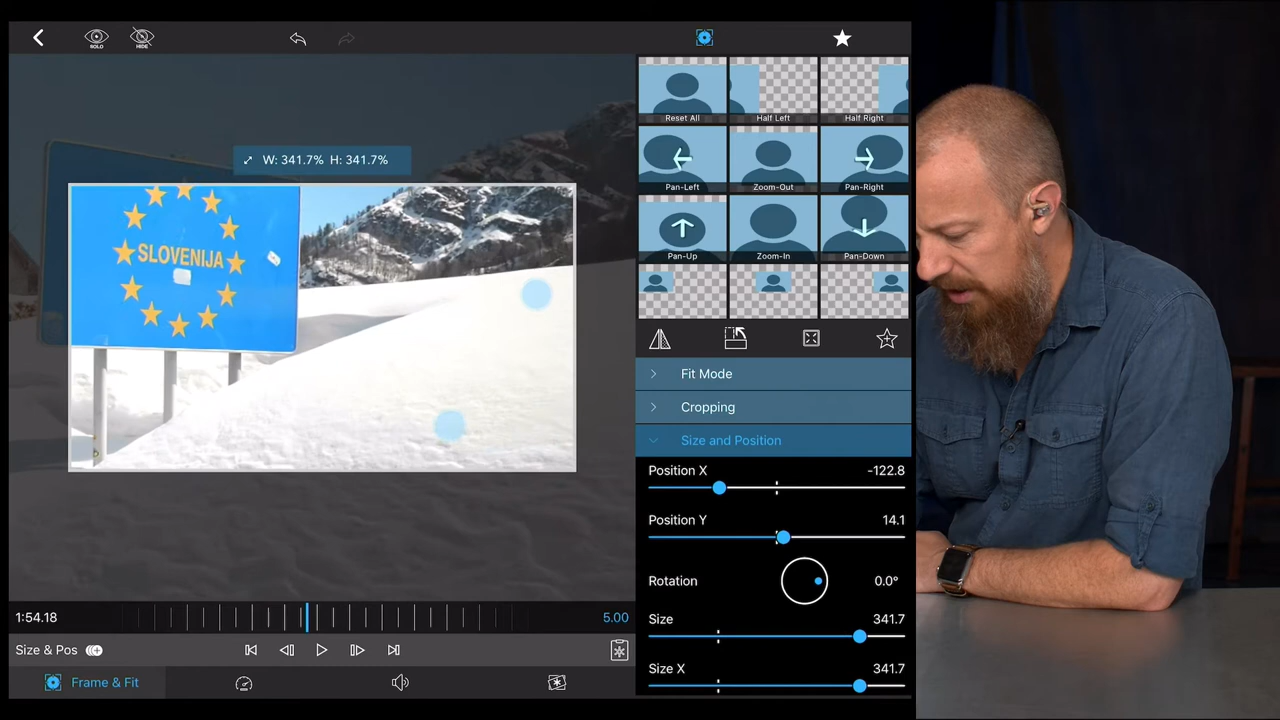 SOLO
HIDE
W: 341.7% H: 341.7%
SLOVENIJA
Reset All
Half Left
Half Right
Pan-Left
Zoom-Out
Pan-Right
Pan-Up
Zoom-In
Pan-Down
Fit Mode
Cropping
Size and Position
Position X -122.8
Position Y 14.1
Rotation 0.0°
Size 341.7
Size X 341.7
1:54.18 5.00
Size & Pos
Frame & Fit